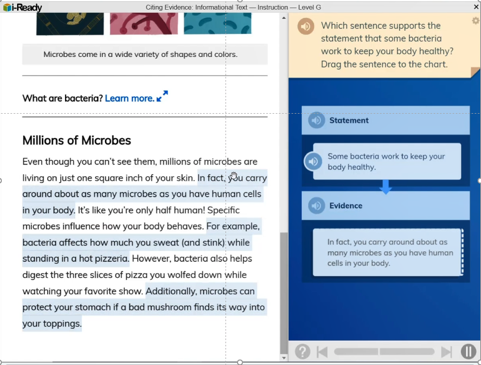 i-Ready
Citing Evidence: Informational Text — Instruction — Level G
Microbes come in a wide variety of shapes and colors.
What are bacteria? Learn more.
Millions of Microbes
Even though you can't see them, millions of microbes are
living on just one square inch of your skin. In fact, you carry
around about as many microbes as you have human cells
in your body. It's like you're only half human! Specific
microbes influence how your body behaves. For example,
bacteria affects how much you sweat (and stink) while
standing in a hot pizzeria. However, bacteria also helps
digest the three slices of pizza you wolfed down while
watching your favorite show. Additionally, microbes can
protect your stomach if a bad mushroom finds its way into
your toppings.
Which sentence supports the
statement that some bacteria
work to keep your body healthy?
Drag the sentence to the chart.
Statement
Some bacteria work to keep your
body healthy.
Evidence
In fact, you carry around about as
many microbes as you have human
cells in your body.